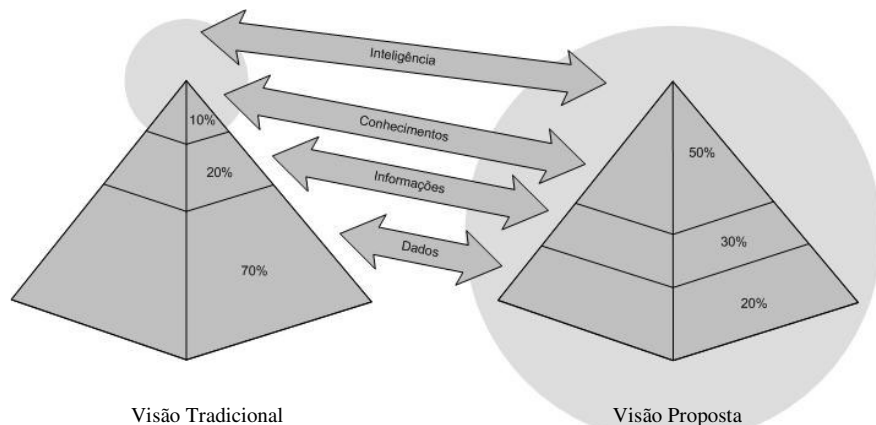 Inteligência
Conhecimentos
Informações
Dados
10%
20%
70%
50%
30%
20%
Visão Tradicional
Visão Proposta